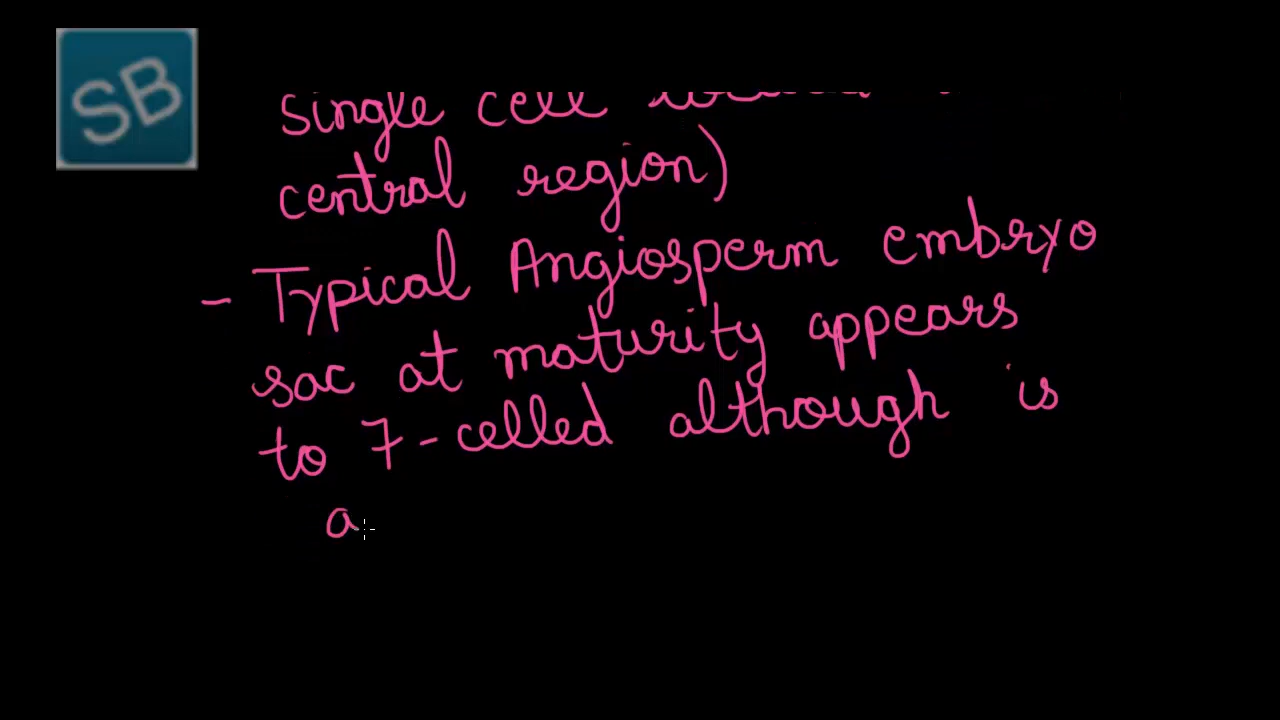 SB
single cell
central region)
- Typical Angiosperm embryo
sac at maturity appears
to 7-celled although is
a